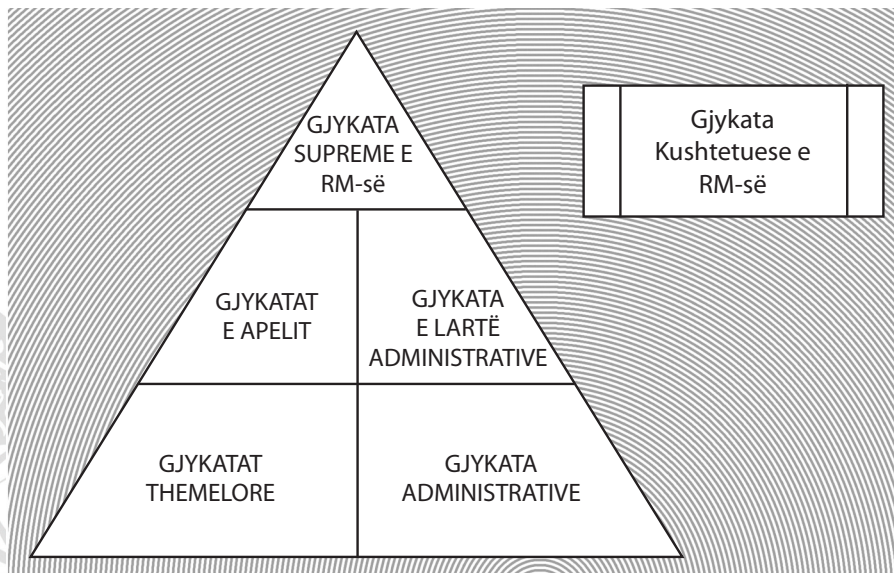 GJYKATA
SUPREME E
RM-së
Gjykata
Kushtetuese e
RM-së
GJYKATAT
E APELIT
GJYKATA
E LARTË
ADMINISTRATIVE
GJYKATAT
THEMELORE
GJYKATA
ADMINISTRATIVE